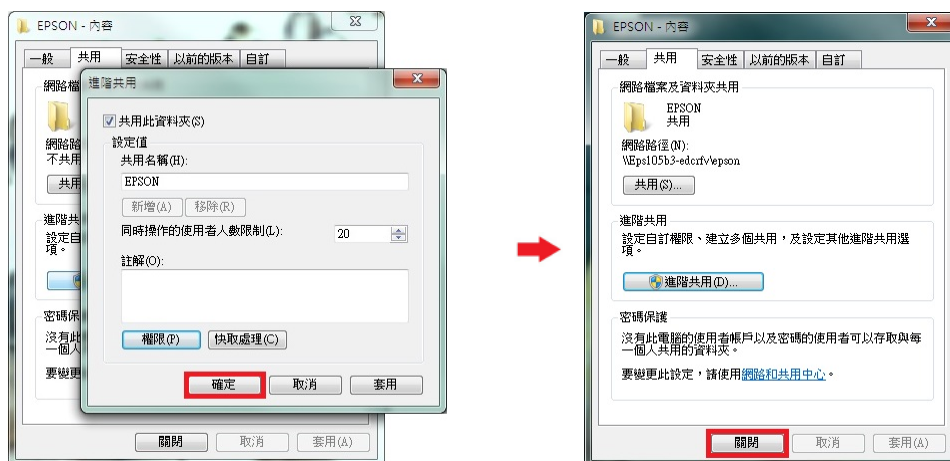 EPSON - 內容
一般 共用 安全性 以前的版本 自訂
網路檔
網路路
不共用
共用
進階共
設定自
項。
密碼保
沒有此
一個人
要變更
關閉 取消 套用(A)
進階共用
共用此資料夾(S)
設定值
共用名稱(H):
EPSON
新增(A) 移除(R)
同時操作的使用者人數限制(L): 20
註解(O):
權限(P) 快取處理(C)
確定 取消 套用
EPSON - 內容
一般 共用 安全性 以前的版本 自訂
網路檔案及資料夾共用
EPSON
共用
網路路徑(N):
\\Eps105b3-edcrfv\epson
共用(S)...
進階共用
設定自訂權限、建立多個共用，及設定其他進階共用選
項。
進階共用(D)...
密碼保護
沒有此電腦的使用者帳戶以及密碼的使用者可以存取與每
一個人共用的資料夾。
要變更此設定，請使用網路和共用中心。
關閉 取消 套用(A)